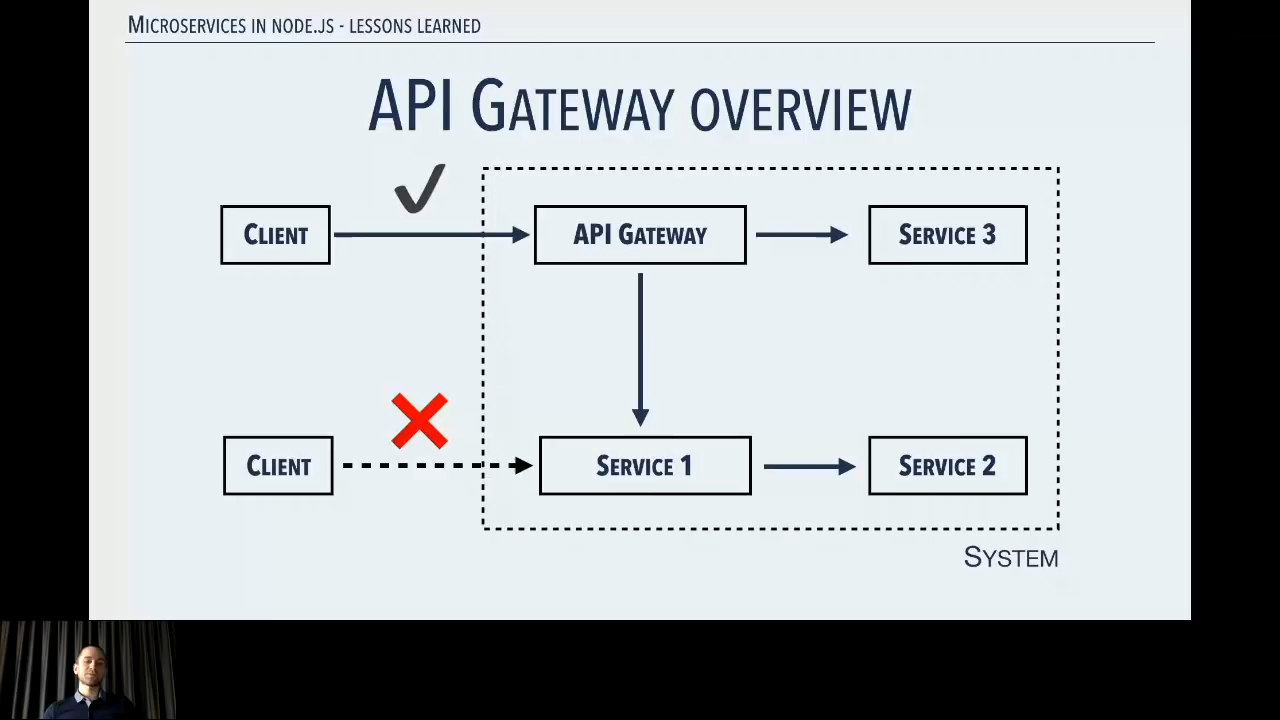 Microservices in node.js - lessons learned
API Gateway overview
Client
API Gateway
Service 3
Client
Service 1
Service 2
System